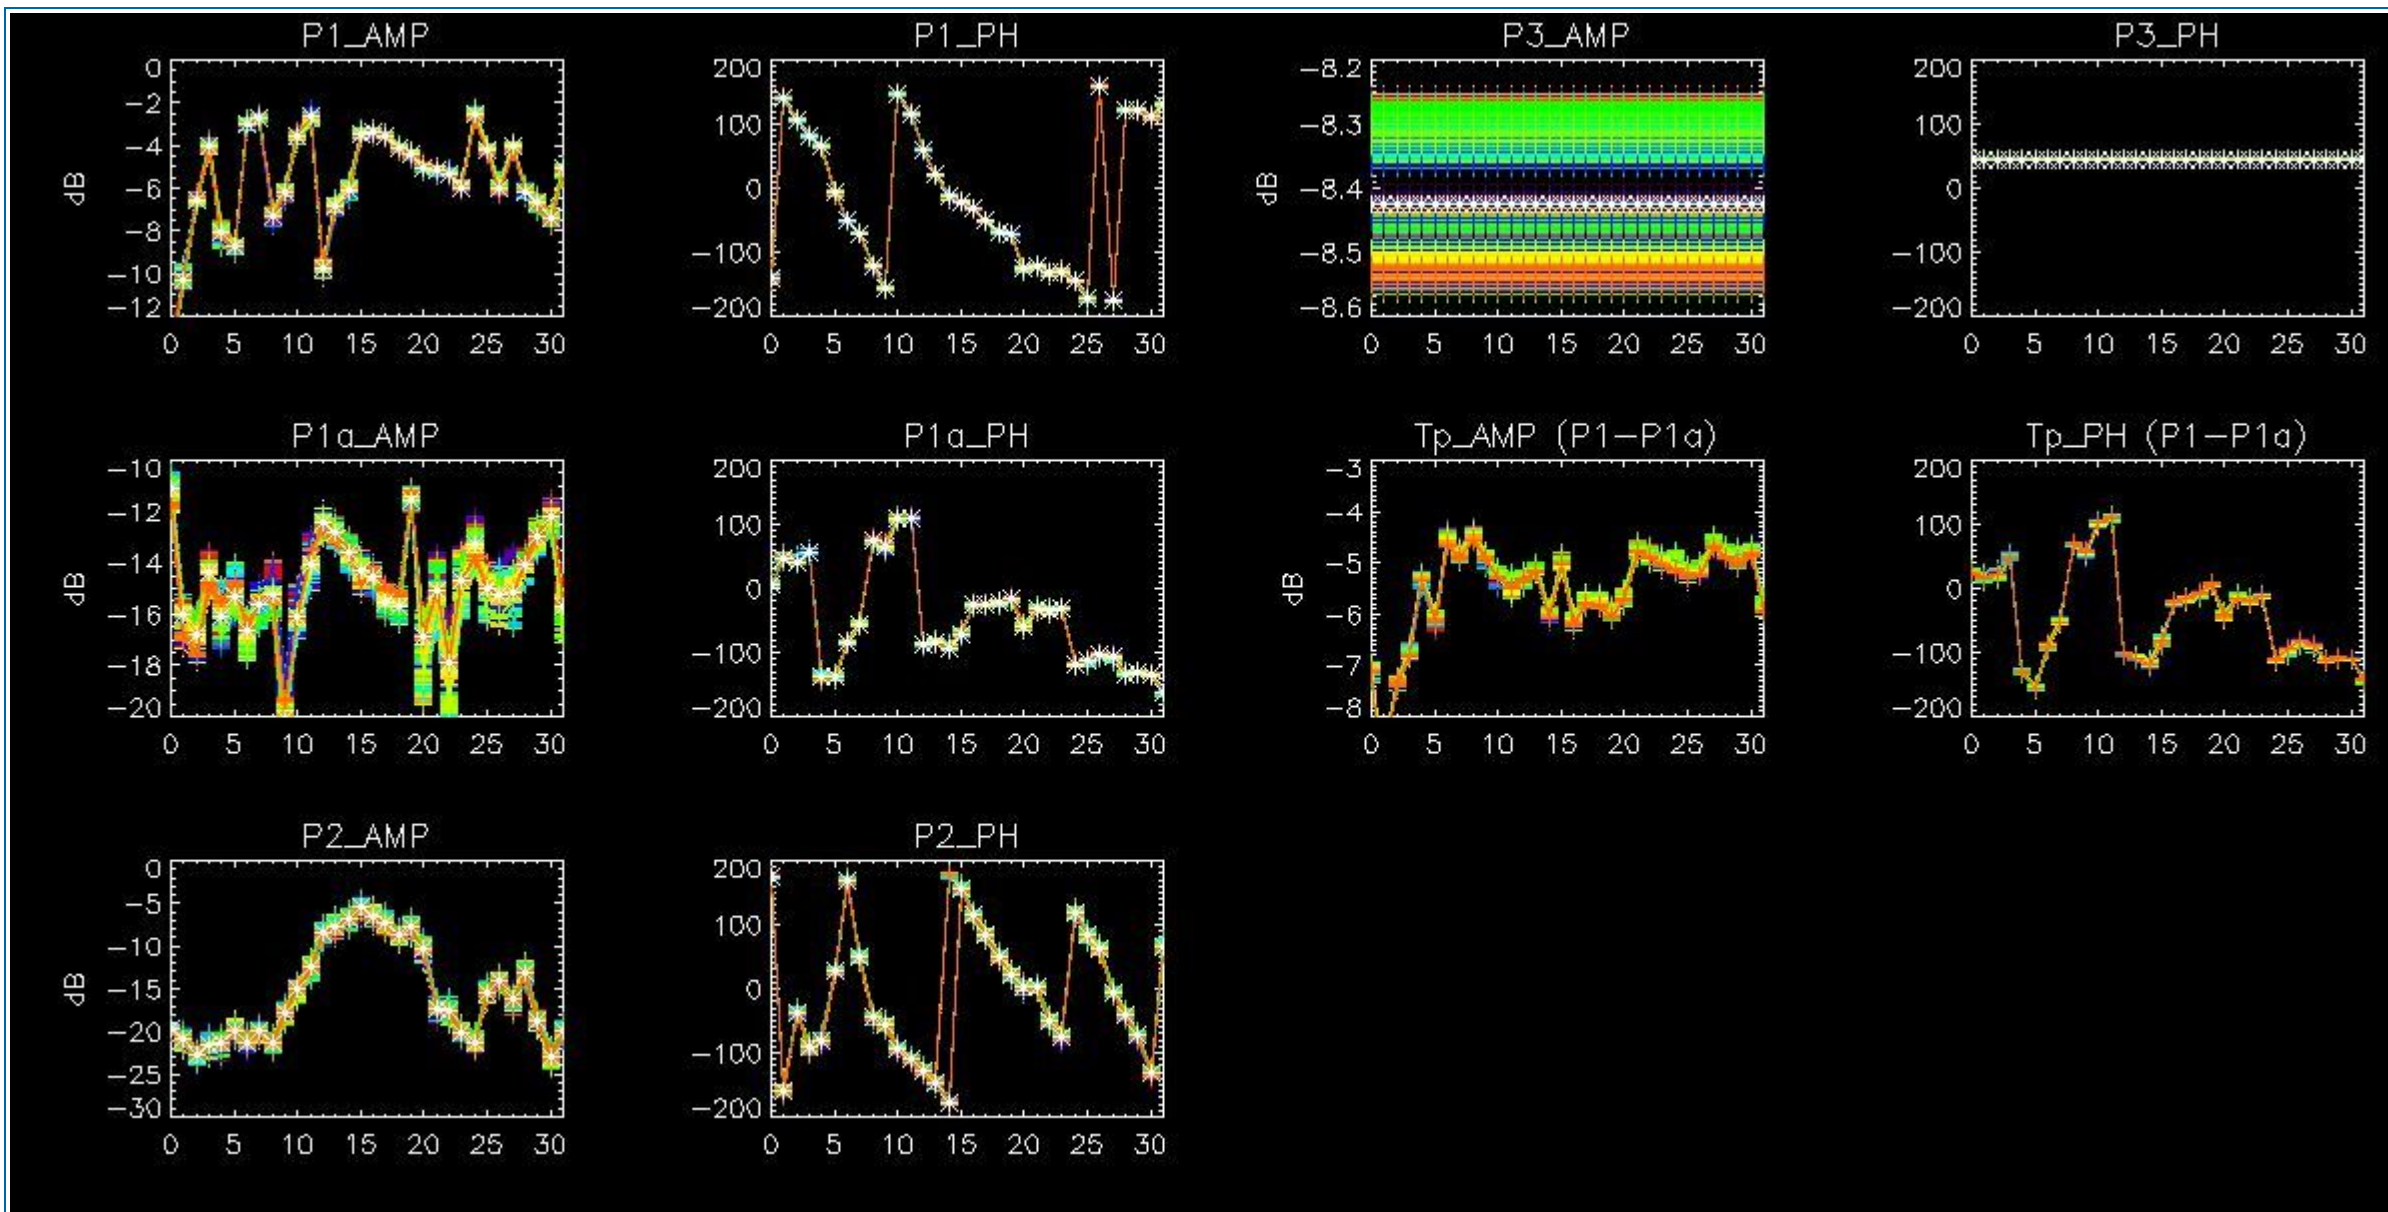 P1_AMP
0
−2
−4
−6
−8
−10
−12
dB
0 5 10 15 20 25 30
P1_PH
200
100
0
−100
−200
0 5 10 15 20 25 30
P3_AMP
−8.2
−8.3
−8.4
−8.5
−8.6
dB
0 5 10 15 20 25 30
P3_PH
200
100
0
−100
−200
0 5 10 15 20 25 30
P1a_AMP
−10
−12
−14
−16
−18
−20
dB
0 5 10 15 20 25 30
P1a_PH
200
100
0
−100
−200
0 5 10 15 20 25 30
Tp_AMP (P1−P1a)
−3
−4
−5
−6
−7
−8
dB
0 5 10 15 20 25 30
Tp_PH (P1−P1a)
200
100
0
−100
−200
0 5 10 15 20 25 30
P2_AMP
0
−5
−10
−15
−20
−25
−30
dB
0 5 10 15 20 25 30
P2_PH
200
100
0
−100
−200
0 5 10 15 20 25 30